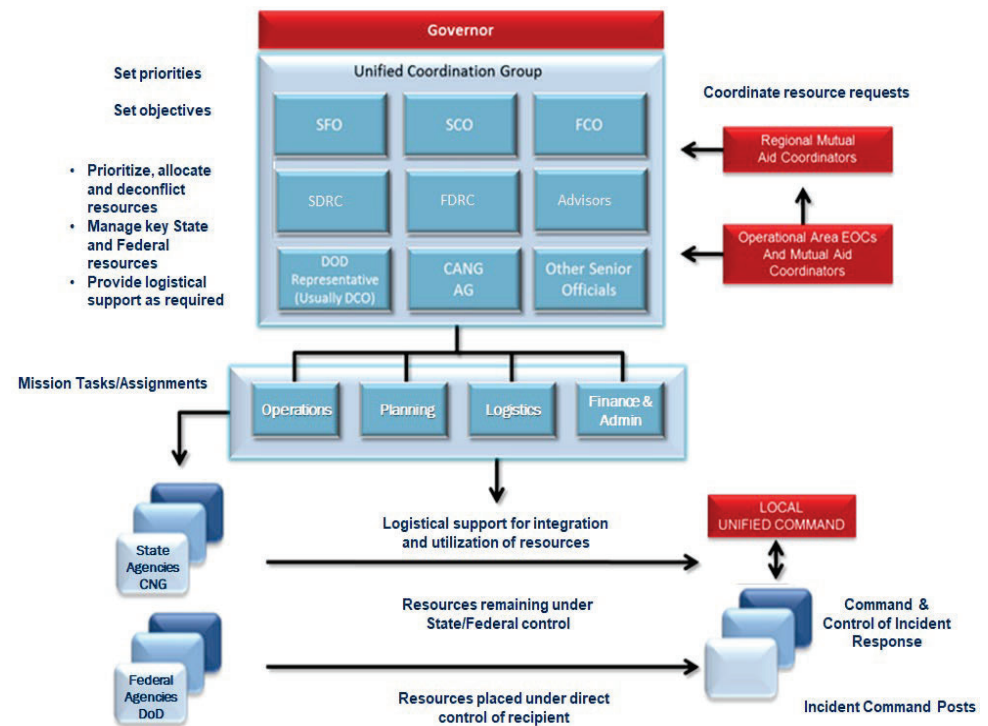 Governor
Unified Coordination Group
Set priorities
Set objectives
• Prioritize, allocate
and deconflict
resources
• Manage key State
and Federal
resources
• Provide logistical
support as required
SFO
SCO
FCO
SDRC
FDRC
Advisors
DOD
Representative
(Usually DCO)
CANG
AG
Other Senior
Officials
Coordinate resource requests
Regional Mutual
Aid Coordinators
Operational Area EOCs
And Mutual Aid
Coordinators
Mission Tasks/Assignments
Operations
Planning
Logistics
Finance &
Admin
State
Agencies
CNG
Logistical support for integration
and utilization of resources
LOCAL
UNIFIED COMMAND
Resources remaining under
State/Federal control
Command &
Control of Incident
Response
Federal
Agencies
DoD
Resources placed under direct
control of recipient
Incident Command Posts